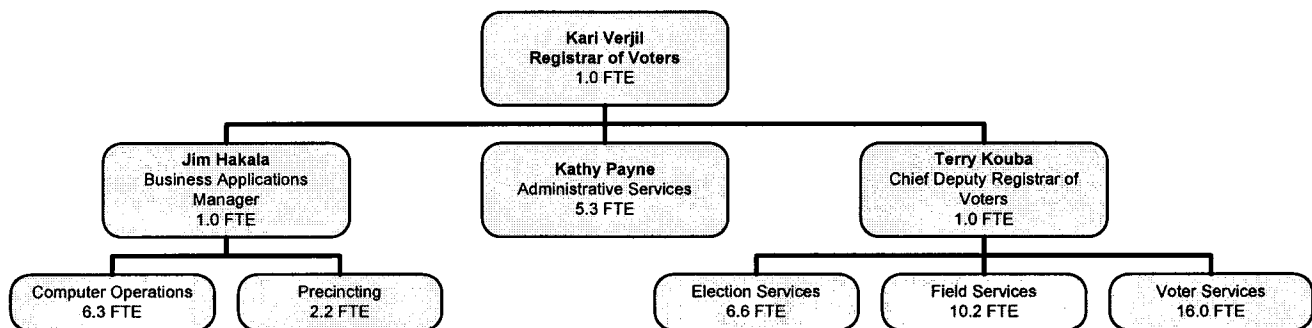 Kari Verjil
Registrar of Voters
1.0 FTE
Jim Hakala
Business Applications
Manager
1.0 FTE
Kathy Payne
Administrative Services
5.3 FTE
Terry Kouba
Chief Deputy Registrar of
Voters
1.0 FTE
Computer Operations
6.3 FTE
Precincting
2.2 FTE
Election Services
6.6 FTE
Field Services
10.2 FTE
Voter Services
16.0 FTE